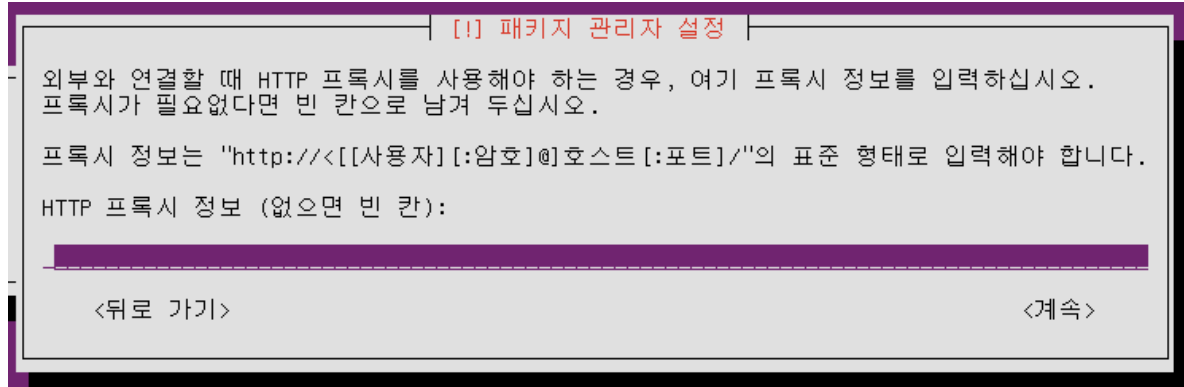 [!] 패키지 관리자 설정
외부와 연결할 때 HTTP 프록시를 사용해야 하는 경우, 여기 프록시 정보를 입력하십시오.
프록시가 필요없다면 빈 칸으로 남겨 두십시오.
프록시 정보는 "http://<[[사용자][:암호]@]호스트[:포트]/"의 표준 형태로 입력해야 합니다.
HTTP 프록시 정보 (없으면 빈 칸):
<뒤로 가기> <계속>